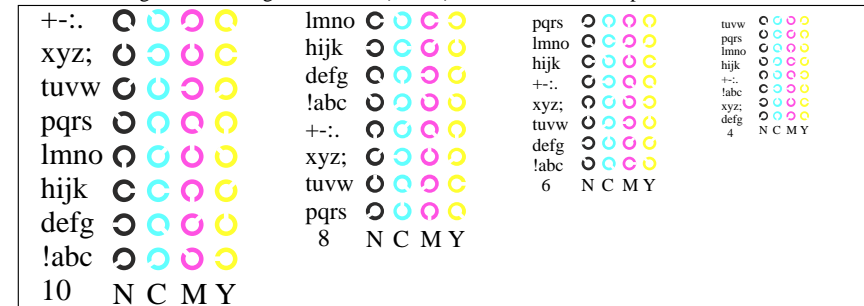 +-:.
xyz;
tuvw
pqrs
lmno
hijk
defg
!abc
10 N C M Y
lmno
hijk
defg
!abc
+-:.
xyz;
tuvw
pqrs
8 N C M Y
pqrs
lmno
hijk
+-:.
xyz;
tuvw
defg
!abc
6 N C M Y
tuvw
pqrs
lmno
hijk
+-:.
!abc
xyz;
defg
4 N C M Y